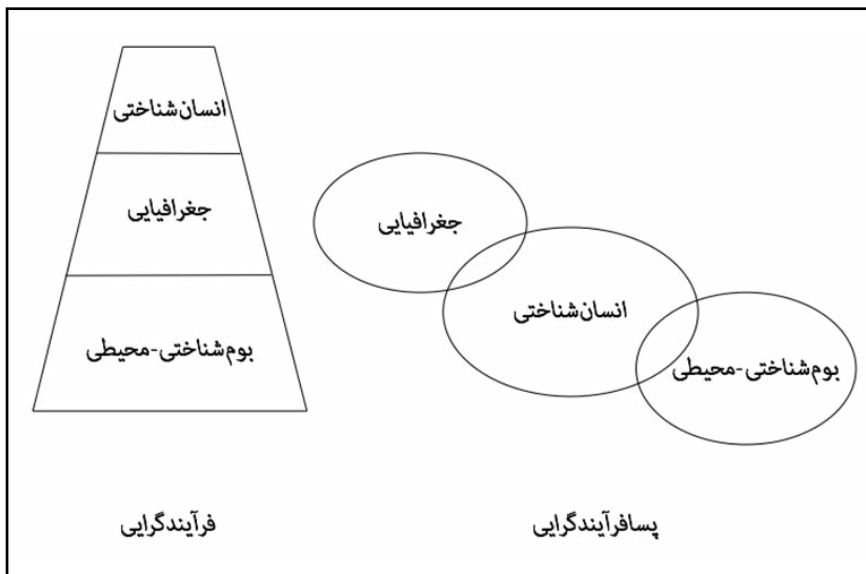 انسان‌شناختی
جغرافیایی
بوم‌شناختی-محیطی
جغرافیایی
انسان‌شناختی
بوم‌شناختی-محیطی
فرآیندگرایی
پسافرآیندگرایی